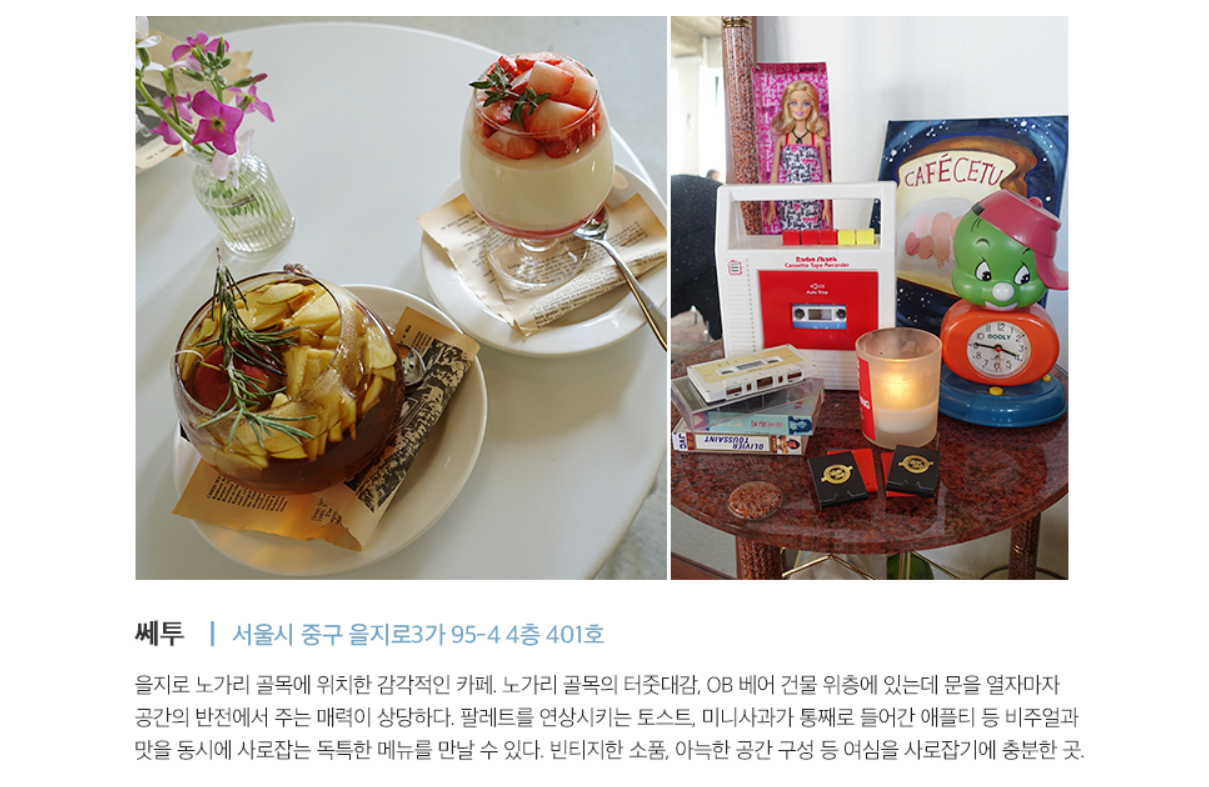 CAFÉ CETU
Radio Shack
Cassette Tape Recorder
Auto Stop
DOOLY
OLIVIER
TOUSSAINT
JVC
쎄투 | 서울시 중구 을지로3가 95-4 4층 401호
을지로 노가리 골목에 위치한 감각적인 카페. 노가리 골목의 터줏대감, OB 베어 건물 위층에 있는데 문을 열자마자
공간의 반전에서 주는 매력이 상당하다. 팔레트를 연상시키는 토스트, 미니사과가 통째로 들어간 애플티 등 비주얼과
맛을 동시에 사로잡는 독특한 메뉴를 만날 수 있다. 빈티지한 소품, 아늑한 공간 구성 등 여심을 사로잡기에 충분한 곳.